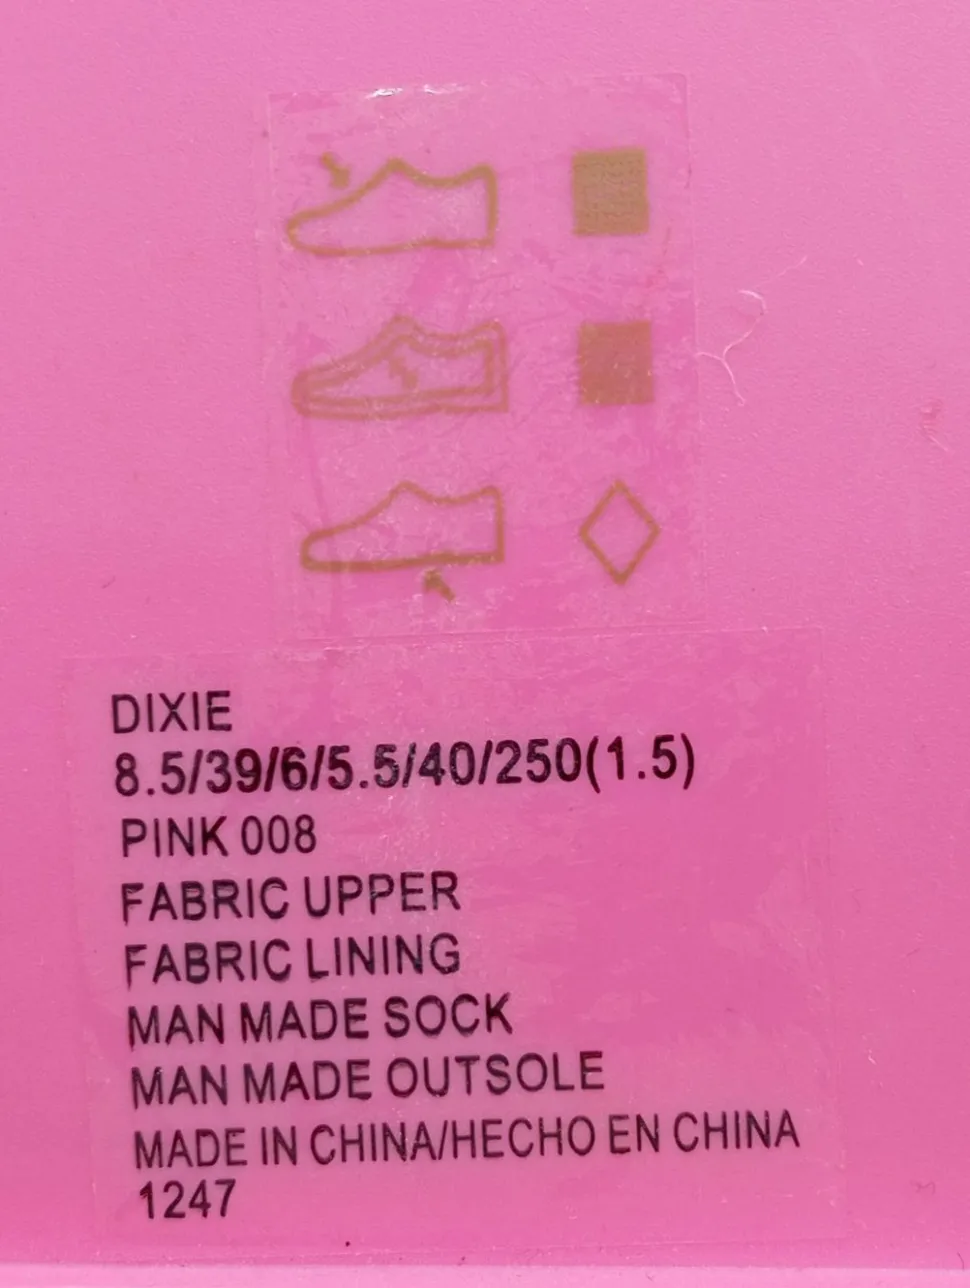 DIXIE
8.5/39/6/5.5/40/250(1.5)
PINK 008
FABRIC UPPER
FABRIC LINING
MAN MADE SOCK
MAN MADE OUTSOLE
MADE IN CHINA/HECHO EN CHINA
1247